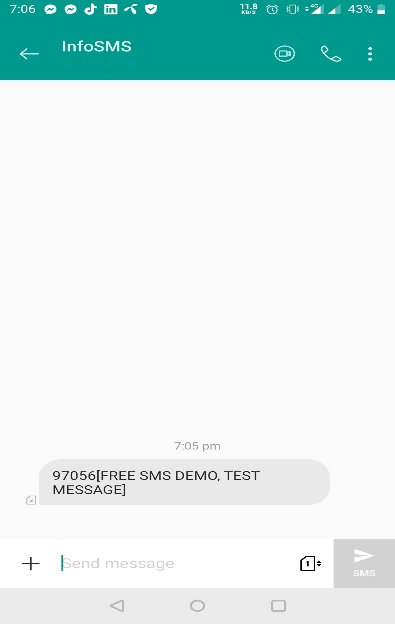 7:06 11.8 KB/S 4G 43%
InfoSMS
7:05 pm
97056[FREE SMS DEMO, TEST
MESSAGE]
Send message 1
SMS